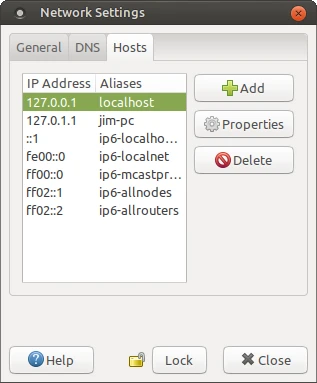 Network Settings
General DNS Hosts
IP Address Aliases
127.0.0.1 localhost
127.0.1.1 jim-pc
::1 ip6-localho...
fe00::0 ip6-localnet
ff00::0 ip6-mcastpr...
ff02::1 ip6-allnodes
ff02::2 ip6-allrouters
Add
Properties
Delete
Help Lock Close